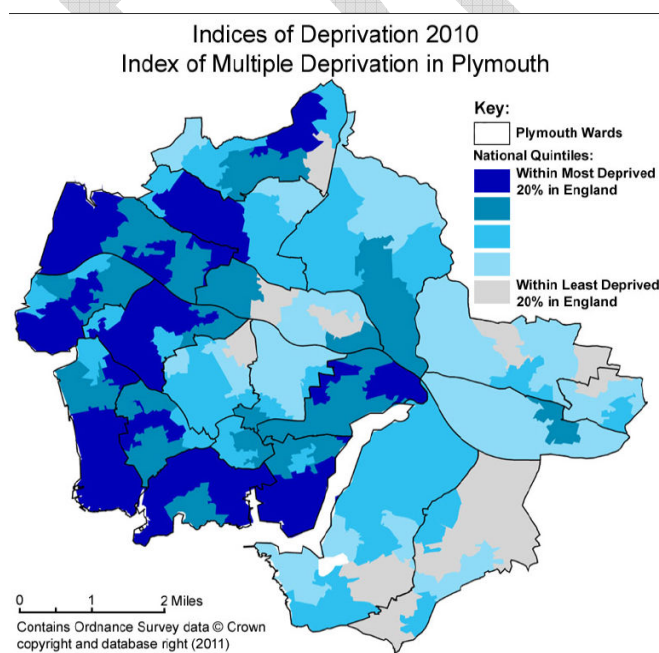 Indices of Deprivation 2010
Index of Multiple Deprivation in Plymouth
Key:
Plymouth Wards
National Quintiles:
Within Most Deprived
20% in England
Within Least Deprived
20% in England
0 1 2 Miles
Contains Ordnance Survey data © Crown
copyright and database right (2011)